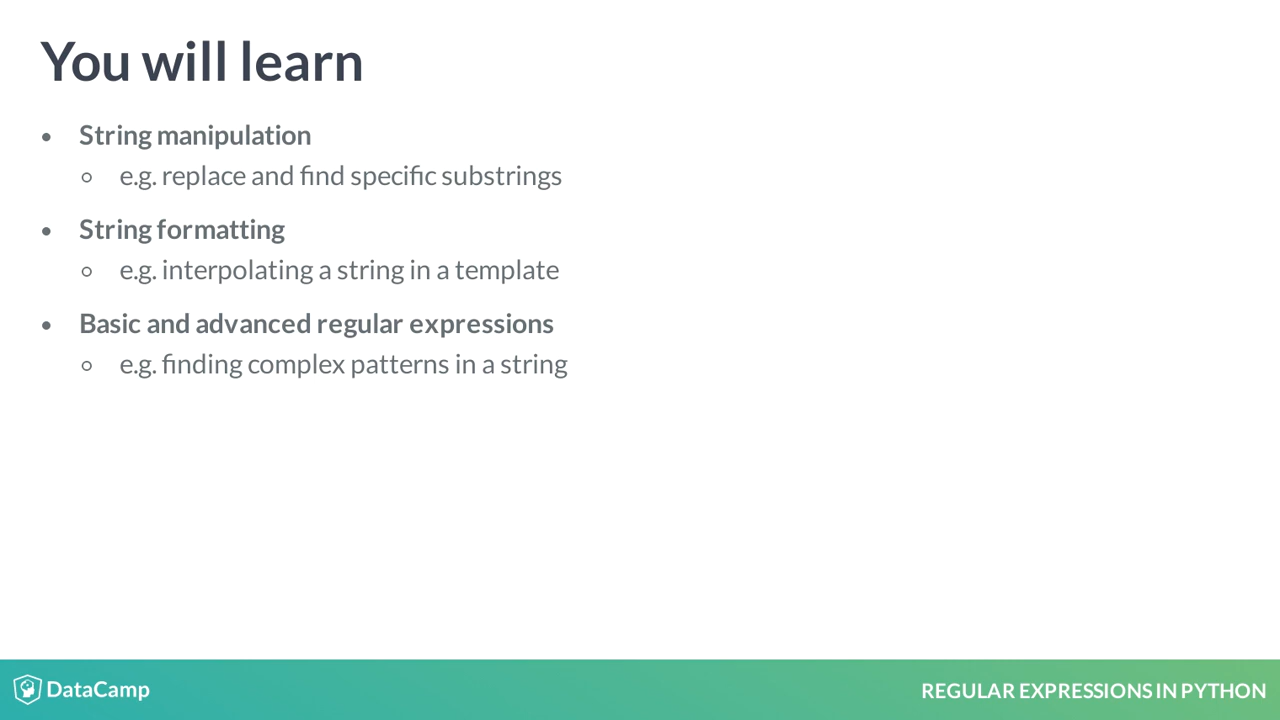 You will learn
• String manipulation
◦ e.g. replace and find specific substrings
• String formatting
◦ e.g. interpolating a string in a template
• Basic and advanced regular expressions
◦ e.g. finding complex patterns in a string
DataCamp
REGULAR EXPRESSIONS IN PYTHON